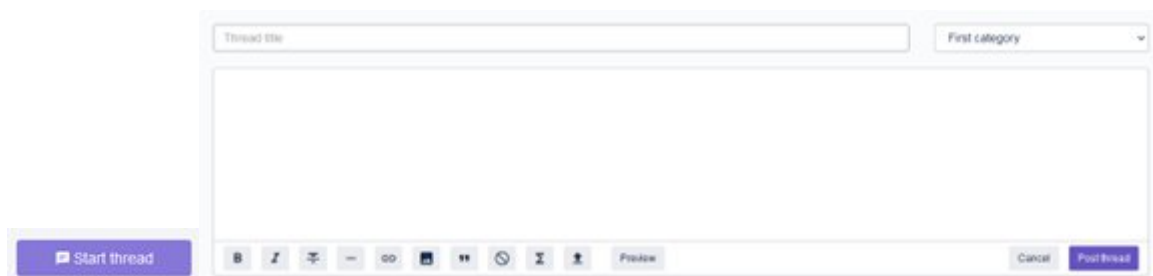 Thread title
First category
Start thread
B I T Σ Preview Cancel Post thread